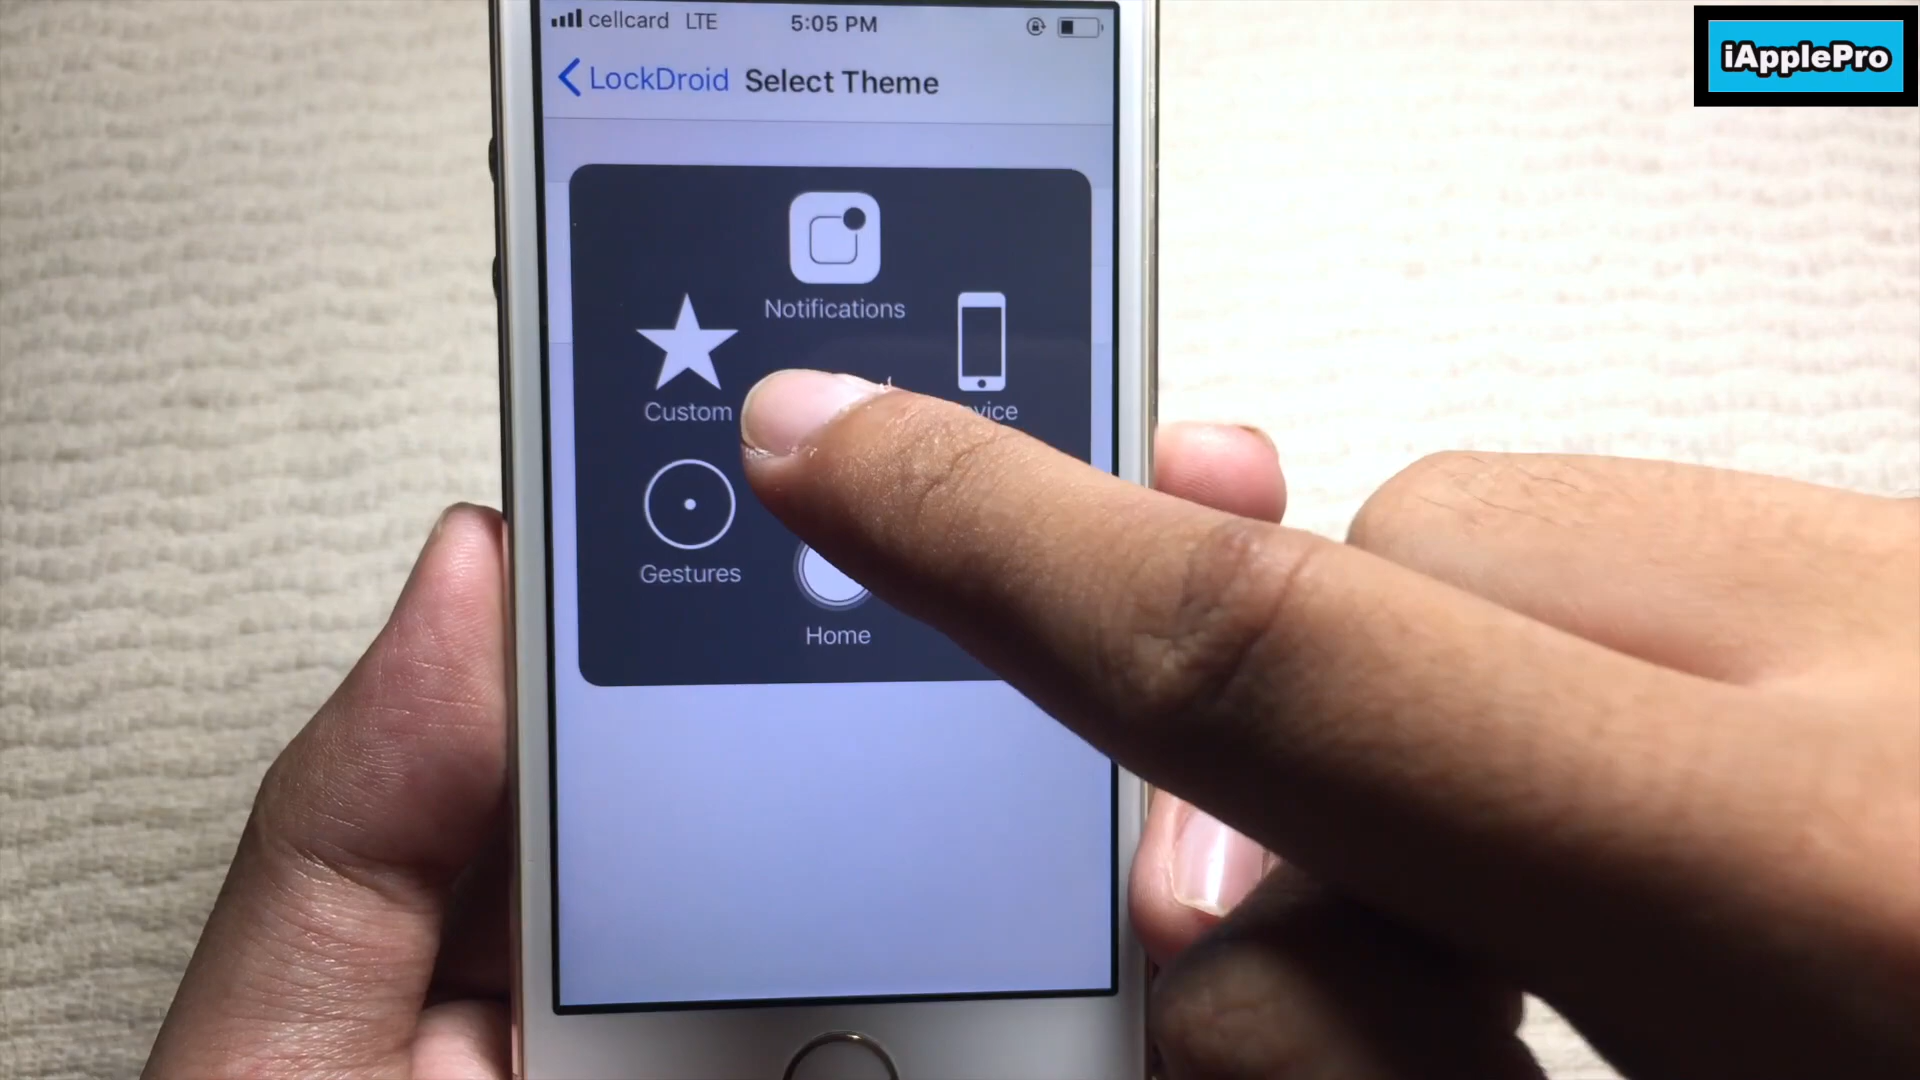 cellcard LTE 5:05 PM
LockDroid Select Theme
iApplePro
Notifications
Custom
Gestures
Home